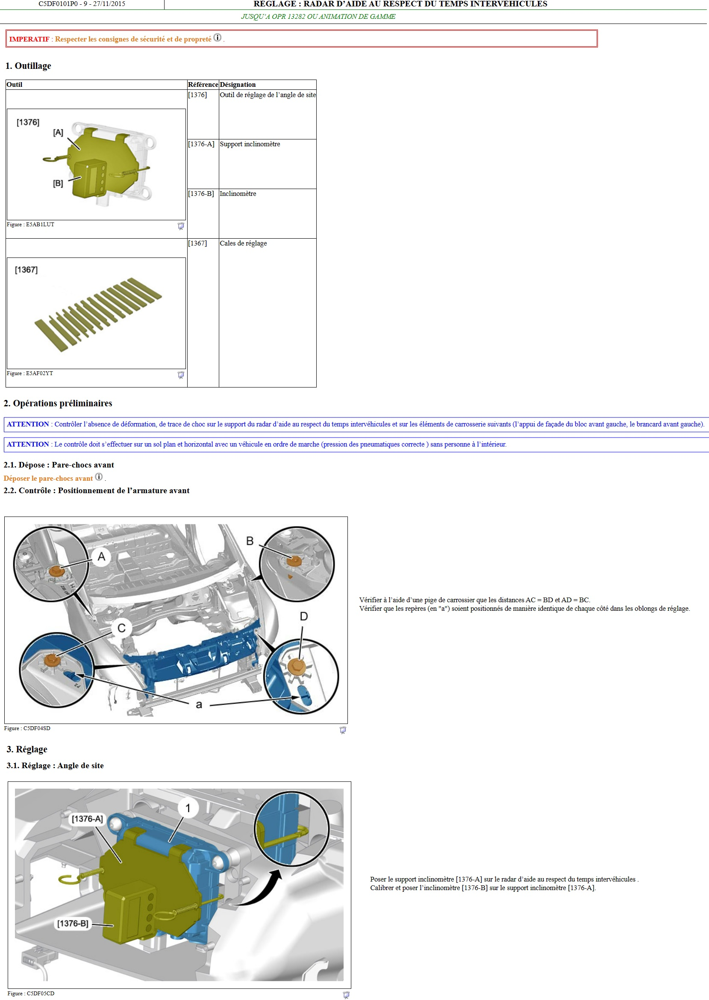 C5DF0101P0 - 9 - 27/11/2015
RÉGLAGE : RADAR D’AIDE AU RESPECT DU TEMPS INTERVÉHICULES
JUSQU’A OPR 13282 OU ANIMATION DE GAMME
IMPERATIF : Respecter les consignes de sécurité et de propreté .
1. Outillage
Outil Référence Désignation
[1376] Outil de réglage de l’angle de site
[1376]
[A]
[1376-A] Support inclinomètre
[B]
[1376-B] Inclinomètre
Figure : E5AB1LUT
[1367] Cales de réglage
[1367]
Figure : E5AF02YT
2. Opérations préliminaires
ATTENTION : Contrôler l’absence de déformation, de trace de choc sur le support du radar d’aide au respect du temps intervéhicules et sur les éléments de carrosserie suivants (l’appui de façade du bloc avant gauche, le brancard avant gauche).
ATTENTION : Le contrôle doit s’effectuer sur un sol plan et horizontal avec un véhicule en ordre de marche (pression des pneumatiques correcte ) sans personne à l’intérieur.
2.1. Dépose : Pare-chocs avant
Déposer le pare-chocs avant .
2.2. Contrôle : Positionnement de l’armature avant
B
A
D
C
a
Vérifier à l’aide d’une pige de carrossier que les distances AC = BD et AD = BC.
Vérifier que les repères (en "a") soient positionnés de manière identique de chaque côté dans les oblongs de réglage.
Figure : C5DF04SD
3. Réglage
3.1. Réglage : Angle de site
1
[1376-A]
[1376-B]
Poser le support inclinomètre [1376-A] sur le radar d’aide au respect du temps intervéhicules .
Calibrer et poser l’inclinomètre [1376-B] sur le support inclinomètre [1376-A].
Figure : C5DF05CD